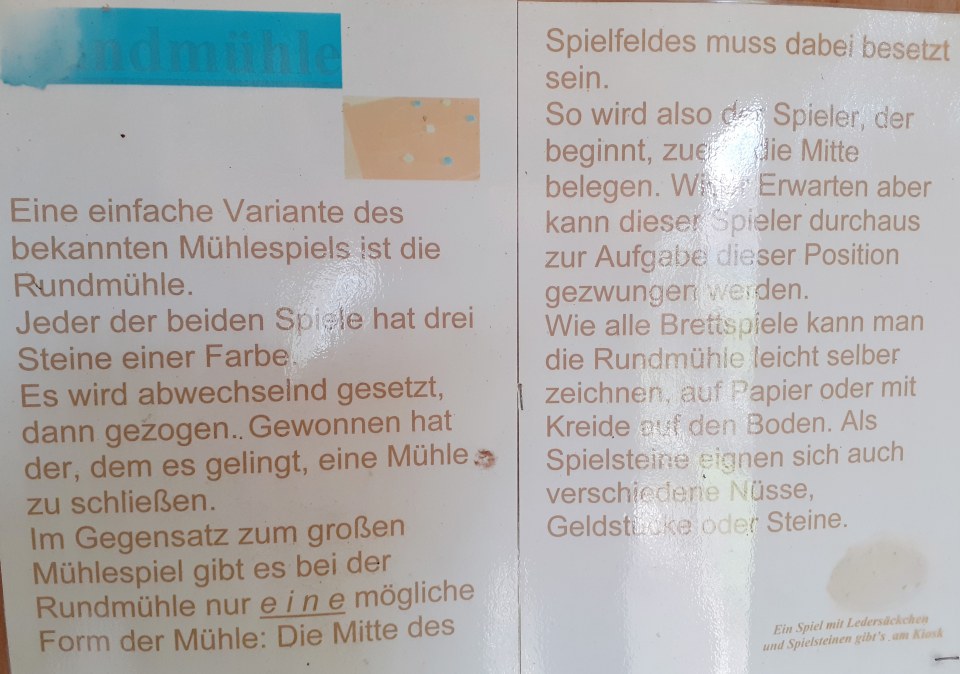 Rundmühle
Eine einfache Variante des
bekannten Mühlespiels ist die
Rundmühle.
Jeder der beiden Spiele hat drei
Steine einer Farbe.
Es wird abwechselnd gesetzt,
dann gezogen.. Gewonnen hat
der, dem es gelingt, eine Mühle
zu schließen.
Im Gegensatz zum großen
Mühlespiel gibt es bei der
Rundmühle nur e i n e mögliche
Form der Mühle: Die Mitte des
Spielfeldes muss dabei besetzt
sein.
So wird also der Spieler, der
beginnt, zuerst die Mitte
belegen. Wider Erwarten aber
kann dieser Spieler durchaus
zur Aufgabe dieser Position
gezwungen werden.
Wie alle Brettspiele kann man
die Rundmühle leicht selber
zeichnen, auf Papier oder mit
Kreide auf den Boden. Als
Spielsteine eignen sich auch
verschiedene Nüsse,
Geldstücke oder Steine.
Ein Spiel mit Ledersäckchen
und Spielsteinen gibt's am Kiosk